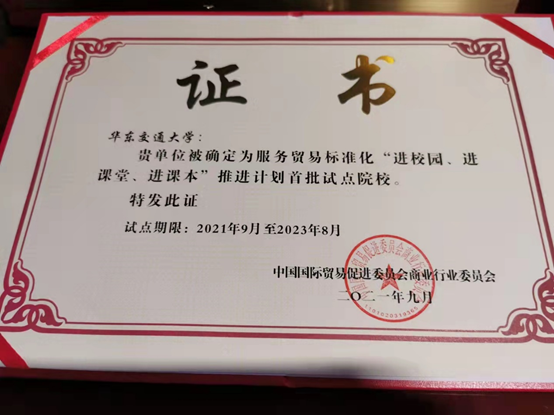 证 书
华东交通大学：
贵单位被确定为服务贸易标准化“进校园、进
课堂、进课本”推进计划首批试点院校。
特发此证
试点期限：2021年9月至2023年8月
中国国际贸易促进委员会商业行业委员会
二〇二一年九月